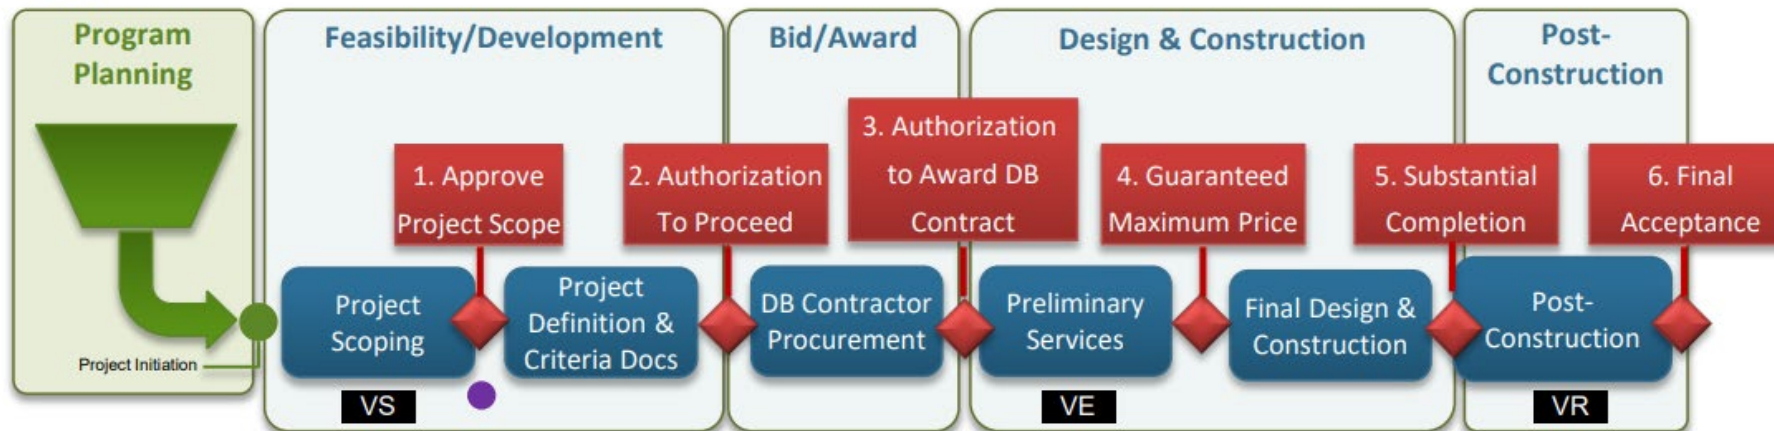 Program
Planning
Project Initiation
Feasibility/Development
1. Approve
Project Scope
2. Authorization
To Proceed
Project
Scoping
Project
Definition &
Criteria Docs
VS
Bid/Award
3. Authorization
to Award DB
Contract
DB Contractor
Procurement
Design & Construction
4. Guaranteed
Maximum Price
5. Substantial
Completion
Preliminary
Services
Final Design &
Construction
VE
Post-
Construction
6. Final
Acceptance
Post-
Construction
VR